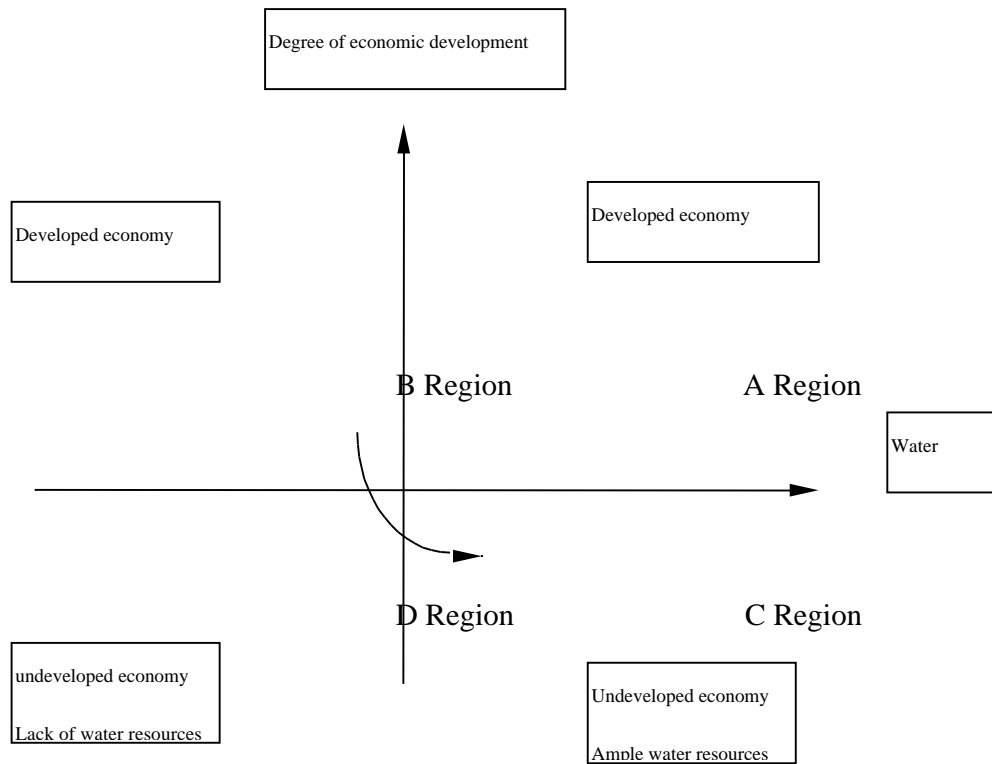 Degree of economic development
Developed economy
Developed economy
B Region
A Region
Water
D Region
C Region
undeveloped economy
Lack of water resources
Undeveloped economy
Ample water resources